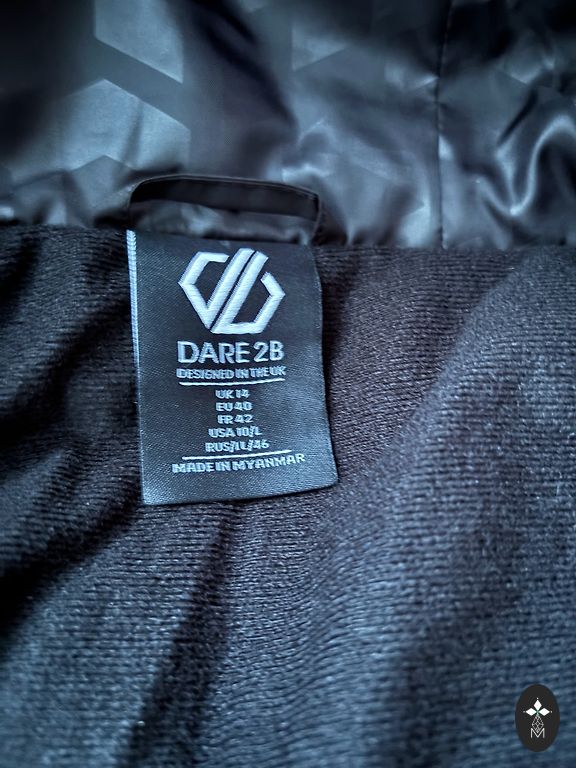 DARE 2B
DESIGNED IN THE UK
UK 14
EU 40
FR 42
USA 10/L
RUS/1L/46
MADE IN MYANMAR
M